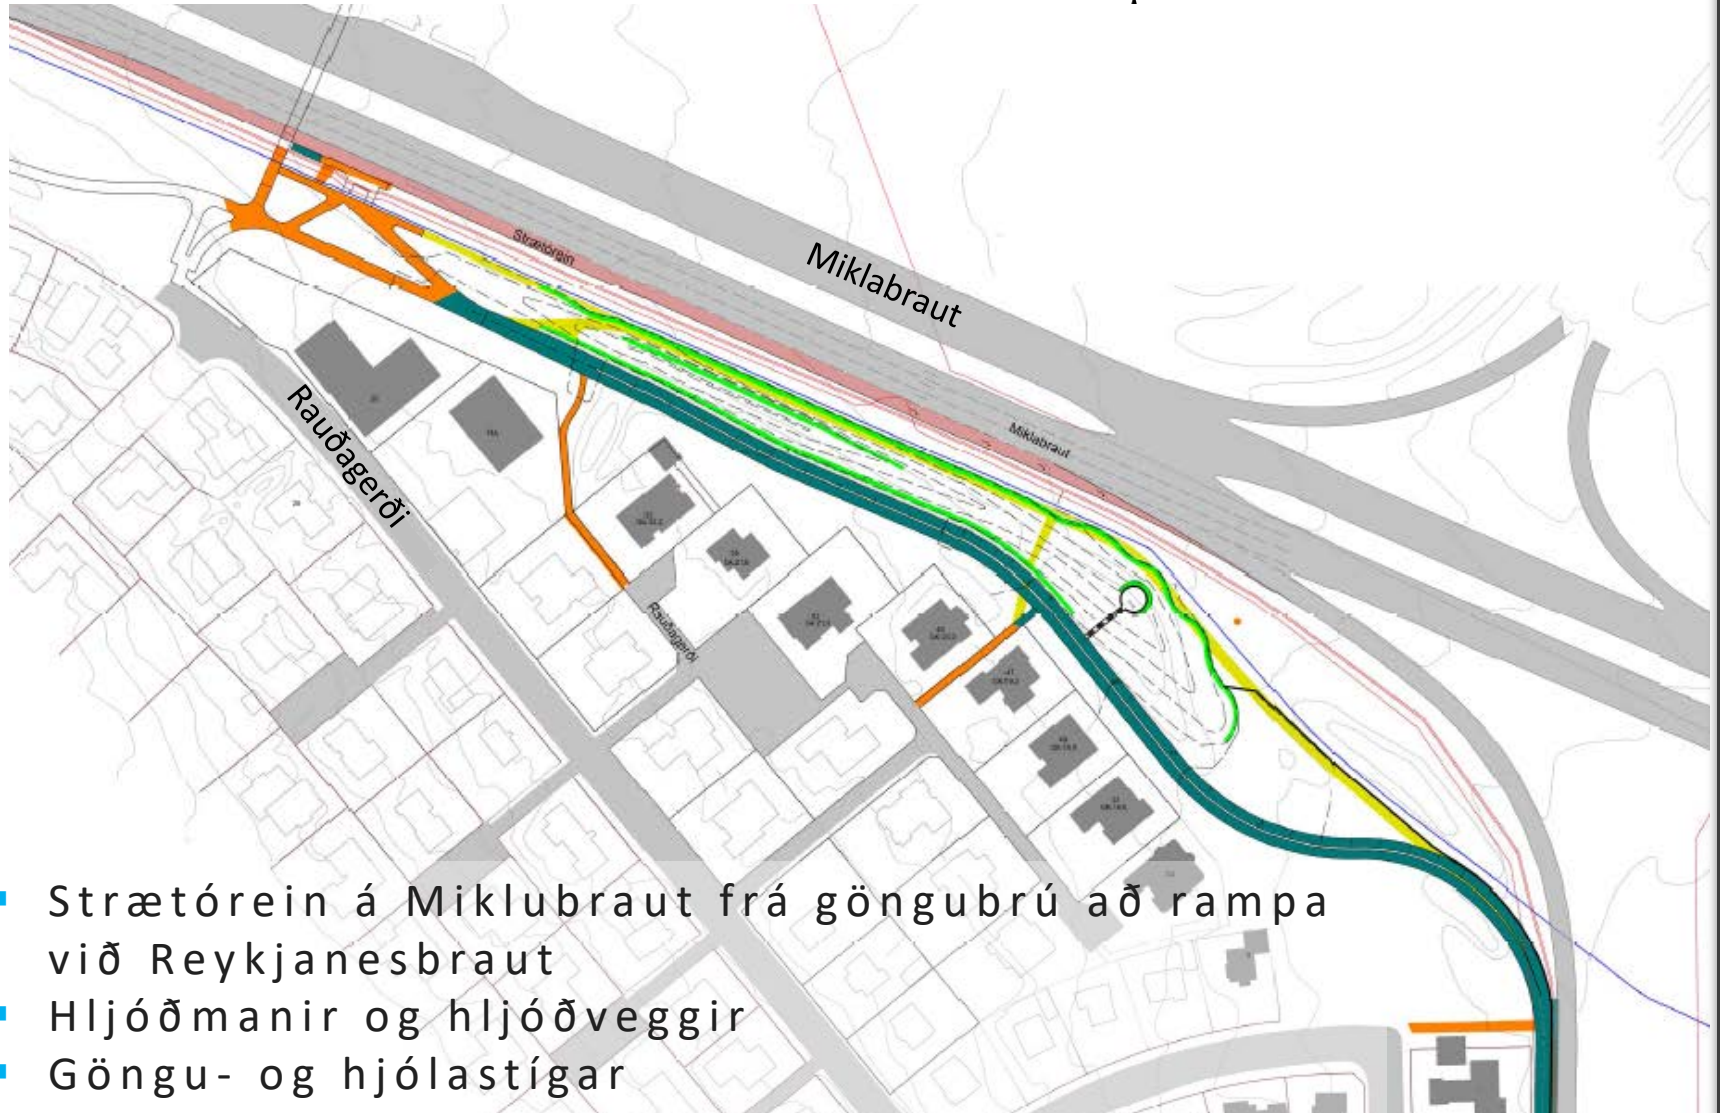 Strætórein
Miklabraut
Miklabraut
Rauðagerði
Rauðagerði
Strætórein á Miklubraut frá göngubrú að rampa
við Reykjanesbraut
Hljóðmanir og hljóðveggir
Göngu- og hjólastígar